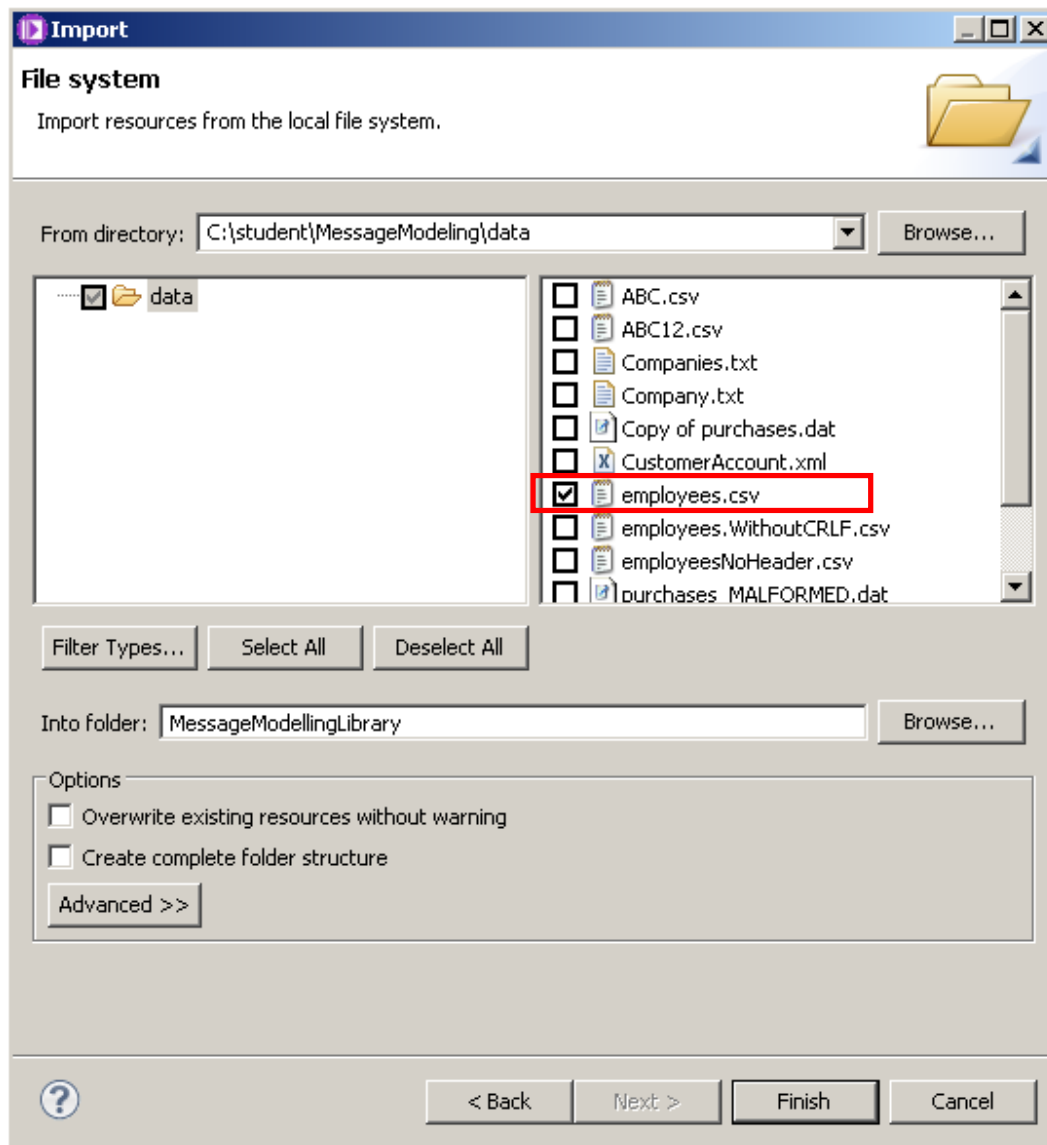 Import
File system
Import resources from the local file system.
From directory: C:\student\MessageModeling\data Browse...
data
ABC.csv
ABC12.csv
Companies.txt
Company.txt
Copy of purchases.dat
CustomerAccount.xml
employees.csv
employees.WithoutCRLF.csv
employeesNoHeader.csv
purchases_MALFORMED.dat
Filter Types... Select All Deselect All
Into folder: MessageModellingLibrary Browse...
Options
Overwrite existing resources without warning
Create complete folder structure
Advanced >>
? < Back Next > Finish Cancel